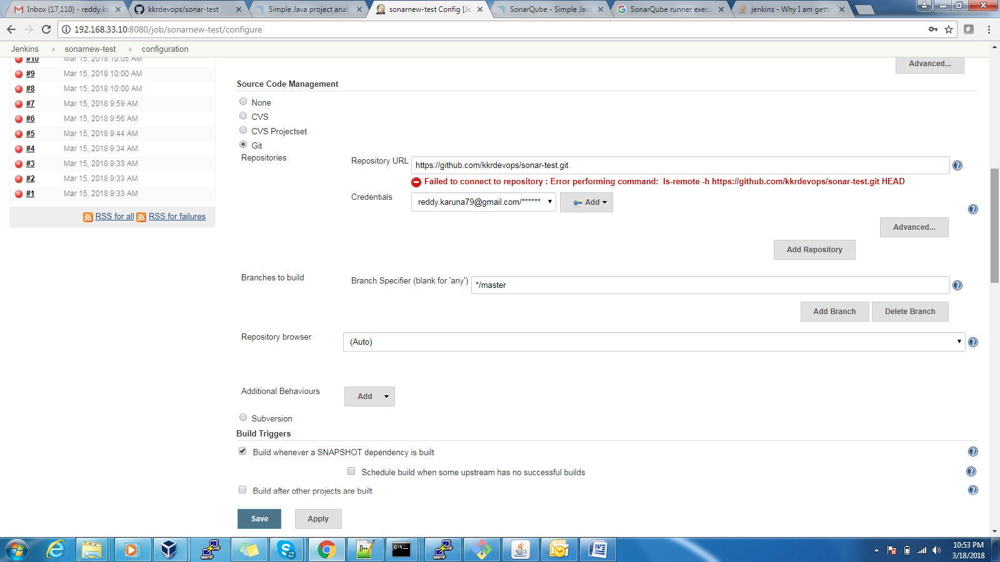 Inbox (17,110) - reddy.ka
kkrdevops/sonar-test
Simple Java project analy
sonarnew-test Config [Je
SonarQube - Simple Java
SonarQube runner execu
jenkins - Why I am gettin
192.168.33.10:8080/job/sonarnew-test/configure
Jenkins
sonarnew-test
configuration
#10 Mar 15, 2018 10:05 AM
#9 Mar 15, 2018 10:00 AM
#8 Mar 15, 2018 10:00 AM
#7 Mar 15, 2018 9:59 AM
#6 Mar 15, 2018 9:56 AM
#5 Mar 15, 2018 9:44 AM
#4 Mar 15, 2018 9:34 AM
#3 Mar 15, 2018 9:33 AM
#2 Mar 15, 2018 9:33 AM
#1 Mar 15, 2018 9:33 AM
RSS for all RSS for failures
Advanced...
Source Code Management
None
CVS
CVS Projectset
Git
Repositories
Repository URL
https://github.com/kkrdevops/sonar-test.git
Failed to connect to repository : Error performing command: ls-remote -h https://github.com/kkrdevops/sonar-test.git HEAD
Credentials
reddy.karuna79@gmail.com/******
Add
Advanced...
Add Repository
Branches to build
Branch Specifier (blank for 'any')
*/master
Add Branch
Delete Branch
Repository browser
(Auto)
Additional Behaviours
Add
Subversion
Build Triggers
Build whenever a SNAPSHOT dependency is built
Schedule build when some upstream has no successful builds
Build after other projects are built
Save
Apply
10:53 PM
3/18/2018